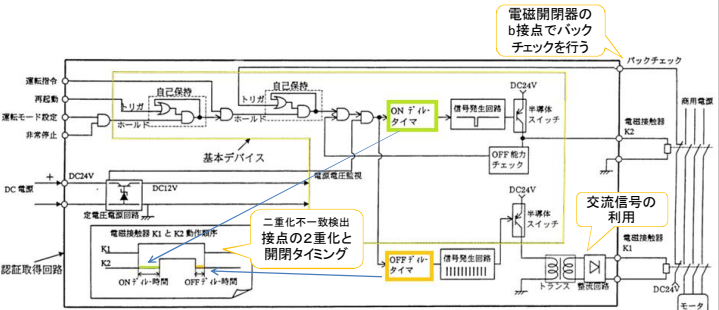 電磁開閉器の
b接点でバック
チェックを行う
バックチェック
商用電源
運転指令
再起動
運転モード設定
非常停止
自己保持
トリガ
ホールド
自己保持
トリガ
ホールド
ON ディレー
タイマ
信号発生回路
DC24V
半導体
スイッチ
電磁接触器
K2
OFF能力
チェック
基本デバイス
電源電圧監視
DC電源
DC24V
DC12V
定電圧電源回路
DC24V
半導体
スイッチ
交流信号の
利用
電磁接触器 K1 と K2 動作順序
K1
K2
ONディレー時間
OFFディレー時間
二重化不一致検出
接点の2重化と
開閉タイミング
OFFディレー
タイマ
信号発生回路
トランス
整流回路
電磁接触器
K1
DC24V
モータ
認証取得回路